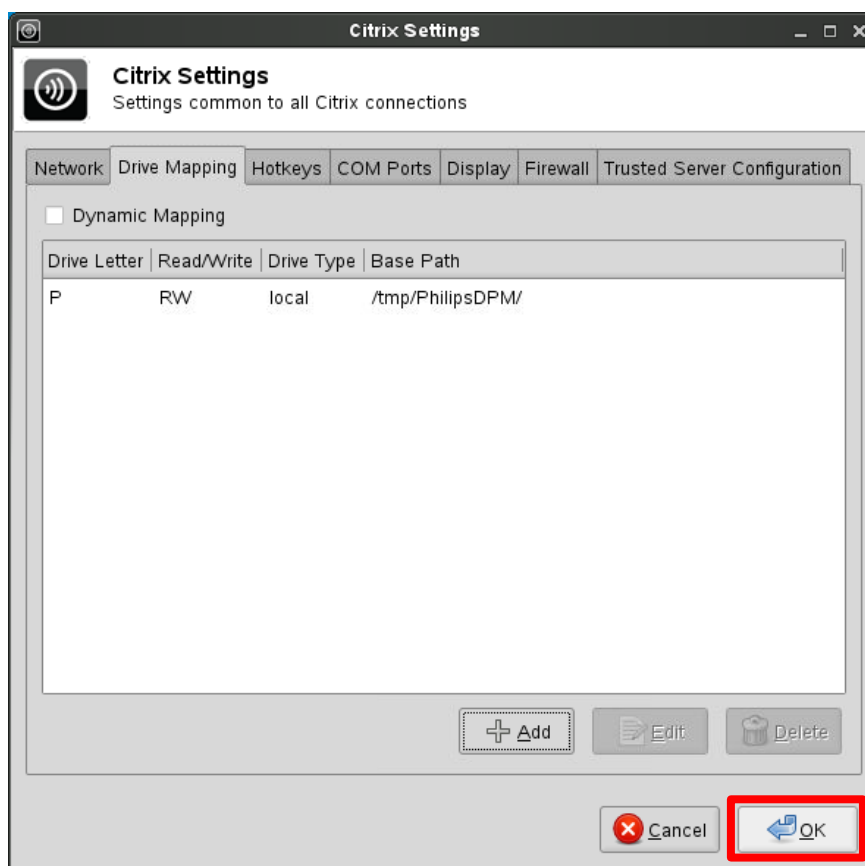 Citrix Settings
Citrix Settings
Settings common to all Citrix connections
Network Drive Mapping Hotkeys COM Ports Display Firewall Trusted Server Configuration
Dynamic Mapping
Drive Letter Read/Write Drive Type Base Path
P RW local /tmp/PhilipsDPM/
Add Edit Delete
Cancel OK